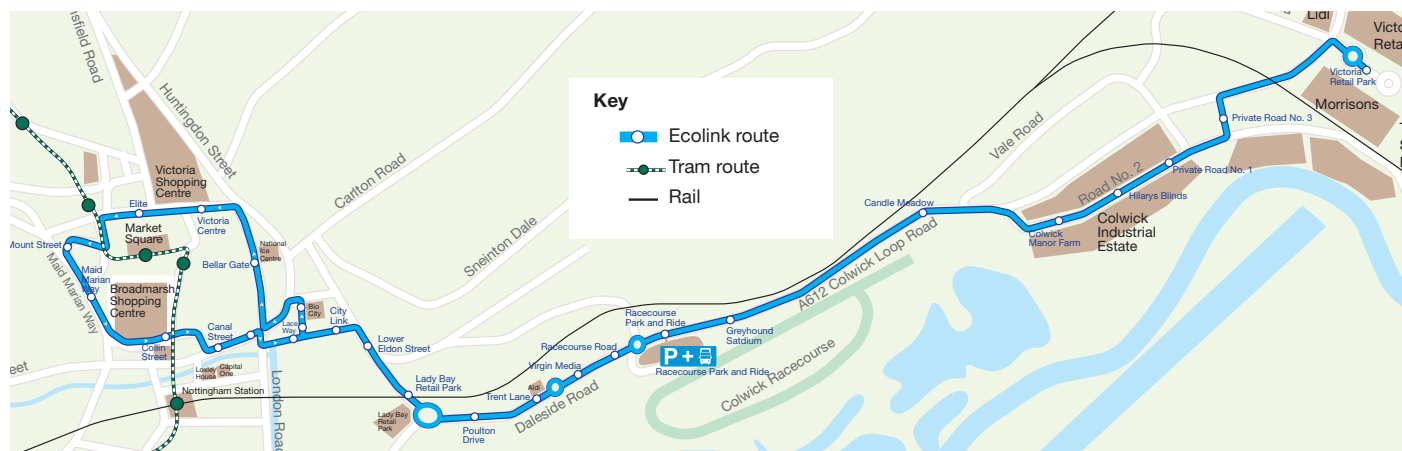 nsfield Road
Huntingdon Street
Carlton Road
Sneinton Dale
Key
Ecolink route
Tram route
Rail
Vale Road
Lidl
Victo
Reta
Victoria
Retail Park
Morrisons
Private Road No. 3
Private Road No. 1
Road No. 2
Hilarys Blinds
Colwick
Industrial
Estate
Colwick
Manor Farm
Candle Meadow
A612 Colwick Loop Road
Victoria
Shopping
Centre
Elite
Victoria
Centre
Market
Square
Mount Street
Maid
Marian
Way
Maid Marian Way
Broadmarsh
Shopping
Centre
Bellar Gate
National
Ice
Centre
Bio
City
Lace
Way
City
Link
Canal
Street
Collin
Street
Lower
Eldon Street
Loxley
House
Capital
One
Nottingham Station
London Road
eet
Lady Bay
Retail Park
Lady Bay
Retail
Park
Poulton
Drive
Daleside Road
Trent Lane
Aldi
Virgin Media
Racecourse Road
Racecourse
Park and Ride
P +
Racecourse Park and Ride
Greyhound
Satdium
Colwick Racecourse